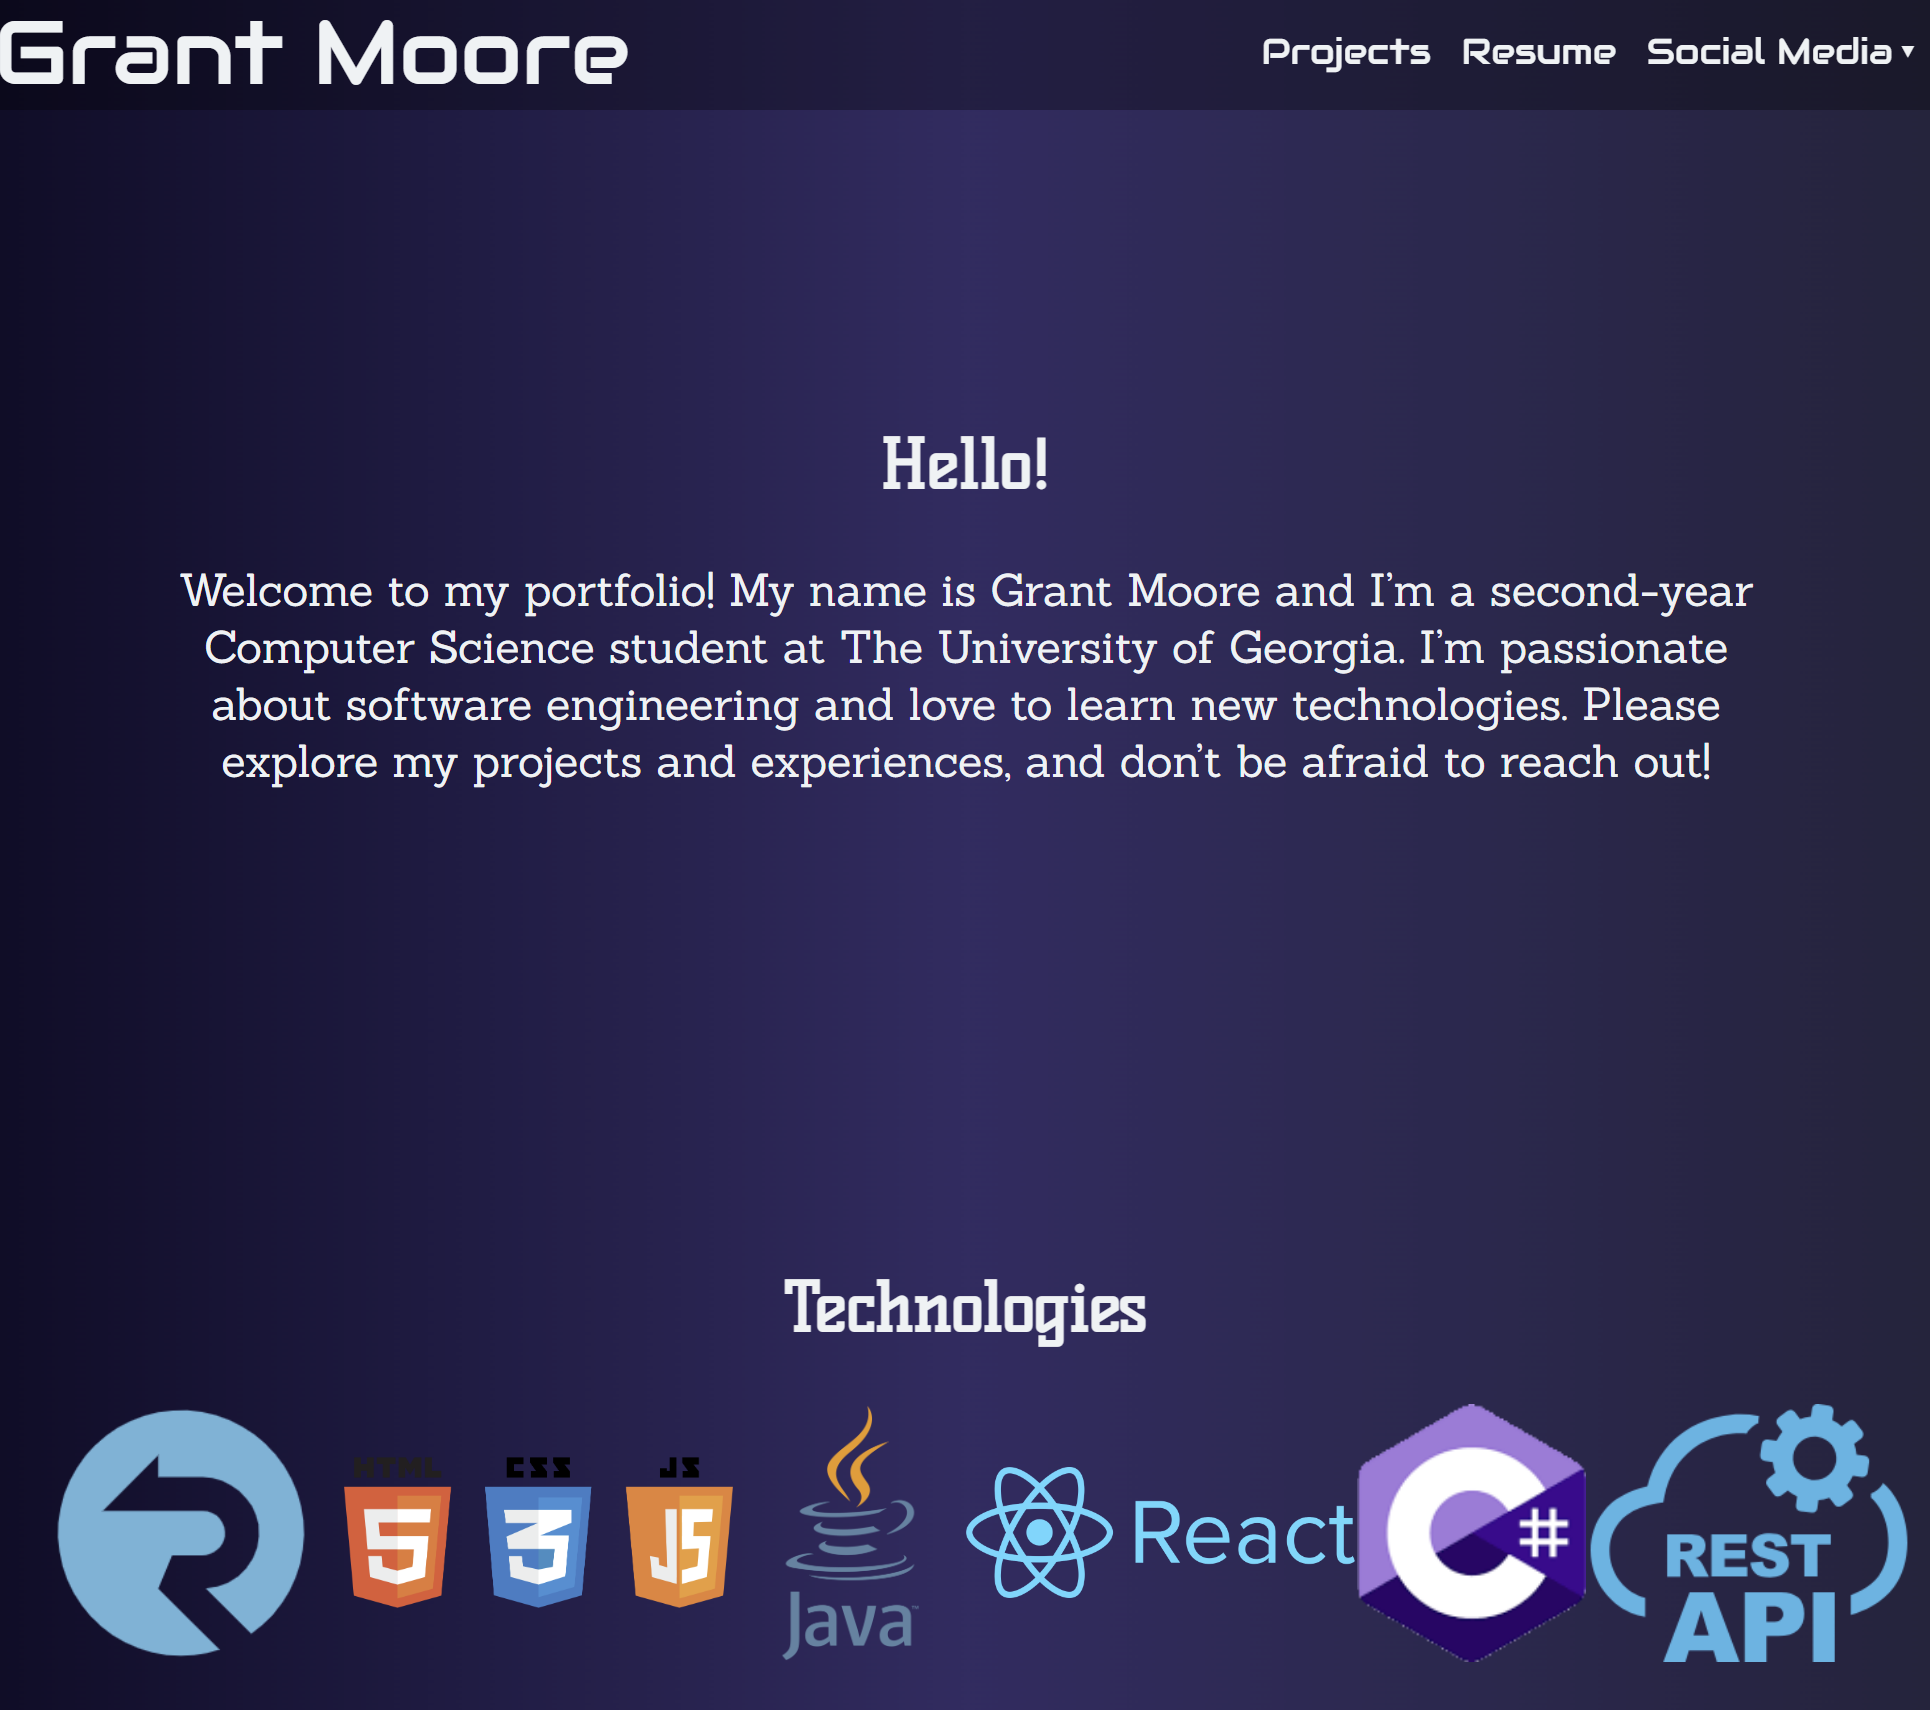 Grant Moore
Projects Resume Social Media ▾
Hello!
Welcome to my portfolio! My name is Grant Moore and I’m a second-year
Computer Science student at The University of Georgia. I’m passionate
about software engineering and love to learn new technologies. Please
explore my projects and experiences, and don’t be afraid to reach out!
Technologies
HTML CSS JS
5 3 JS
Java™
React
C#
REST
API